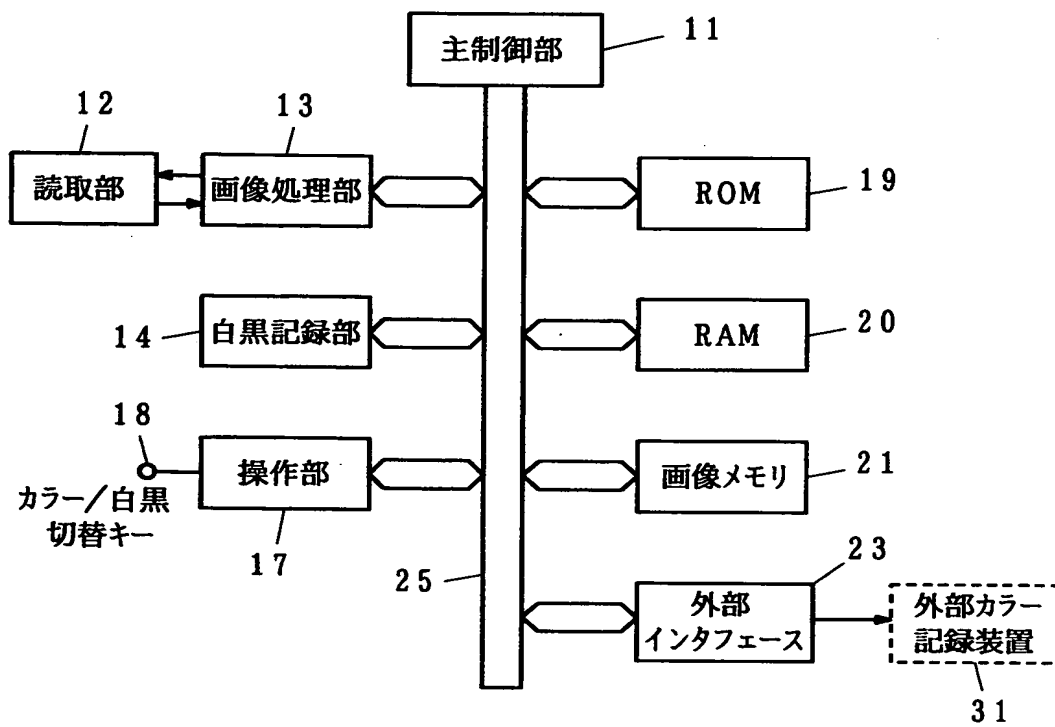 主制御部
11
12
13
読取部
画像処理部
ROM
19
14
白黒記録部
RAM
20
18
カラー/白黒
切替キー
操作部
17
画像メモリ
21
25
23
外部
インタフェース
外部カラー
記録装置
31